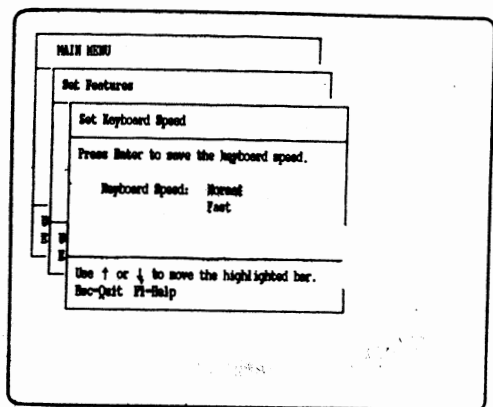 MAIN MENU
Set Features
Set Keyboard Speed
Press Enter to save the keyboard speed.
Keyboard Speed: Normal
Fast
Use ↑ or ↓ to move the highlighted bar.
Esc-Quit F1-Help